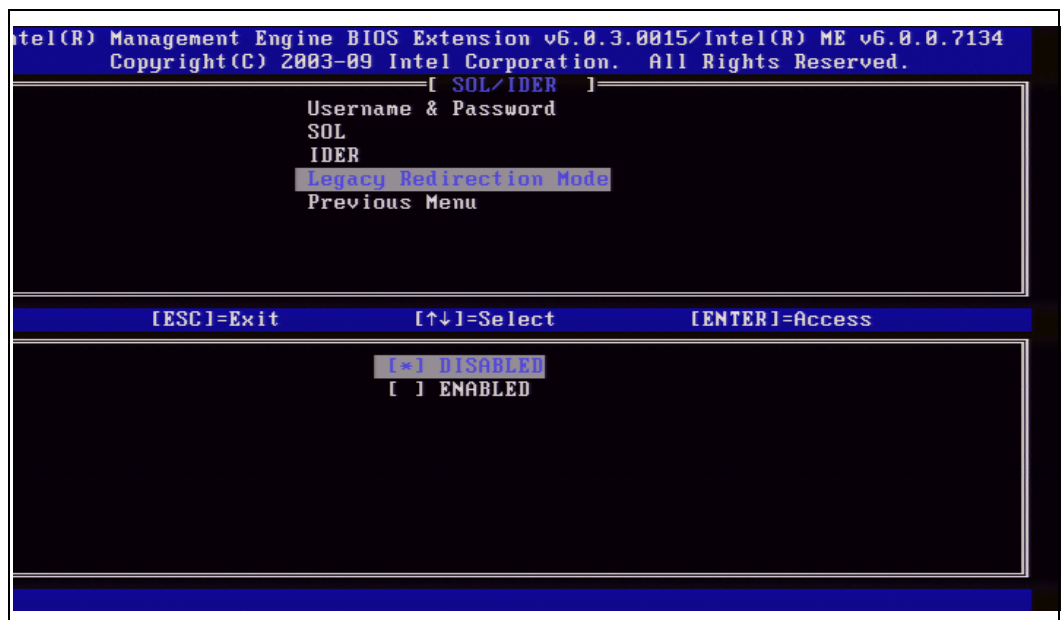 ntel(R) Management Engine BIOS Extension v6.0.3.0015/Intel(R) ME v6.0.0.7134
Copyright(C) 2003-09 Intel Corporation. All Rights Reserved.
[ SOL/IDER ]
Username & Password
SOL
IDER
Legacy Redirection Mode
Previous Menu
[ESC]=Exit [↑↓]=Select [ENTER]=Access
[*] DISABLED
[ ] ENABLED